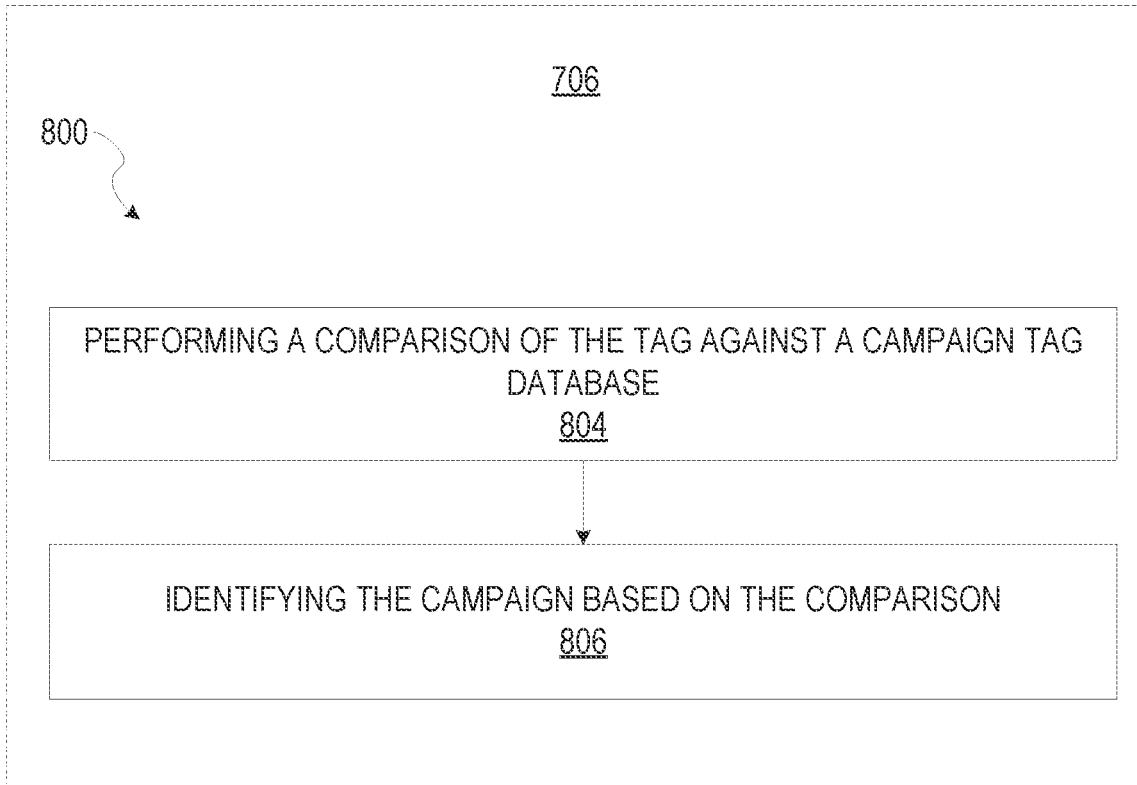 706
800
PERFORMING A COMPARISON OF THE TAG AGAINST A CAMPAIGN TAG
DATABASE
804
IDENTIFYING THE CAMPAIGN BASED ON THE COMPARISON
806